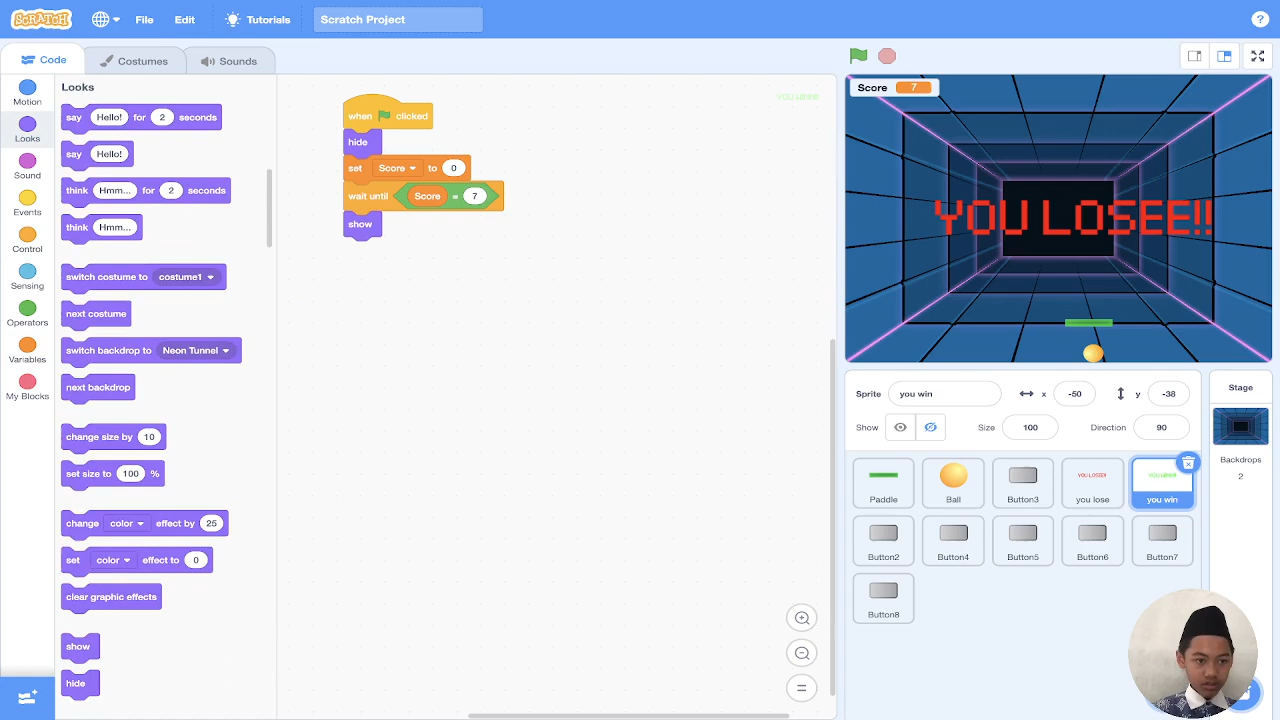 SCRATCH
File
Edit
Tutorials
Scratch Project
?
Code
Costumes
Sounds
Motion
Looks
Sound
Events
Control
Sensing
Operators
Variables
My Blocks
Looks
say Hello! for 2 seconds
say Hello!
think Hmm... for 2 seconds
think Hmm...
switch costume to costume1
next costume
switch backdrop to Neon Tunnel
next backdrop
change size by 10
set size to 100 %
change color effect by 25
set color effect to 0
clear graphic effects
show
hide
when clicked
hide
set Score to 0
wait until Score = 7
show
Score 7
YOU LOSEE!!
Sprite you win x -50 y -38
Show Size 100 Direction 90
Paddle
Ball
Button3
YOU LOSEE!!
you lose
you win
Button2
Button4
Button5
Button6
Button7
Button8
Stage
Backdrops
2